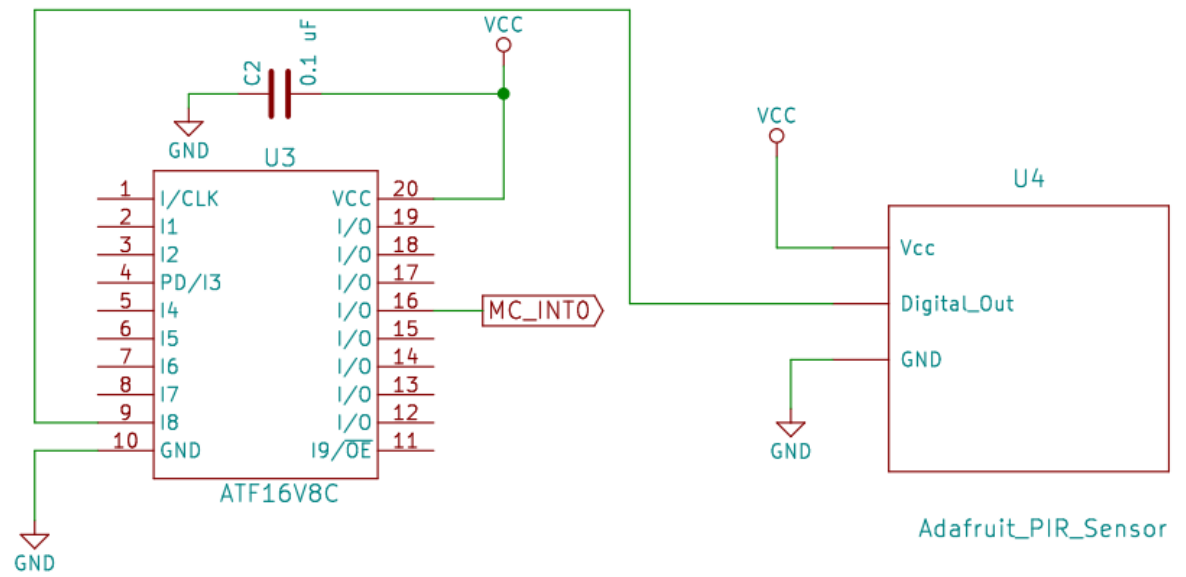 VCC
C2
0.1 uF
GND
U3
1 I/CLK VCC 20
2 I1 I/O 19
3 I2 I/O 18
4 PD/I3 I/O 17
5 I4 I/O 16
MC_INT0
6 I5 I/O 15
7 I6 I/O 14
8 I7 I/O 13
9 I8 I/O 12
10 GND I9/OE 11
ATF16V8C
GND
VCC
U4
Vcc
Digital_Out
GND
GND
Adafruit_PIR_Sensor